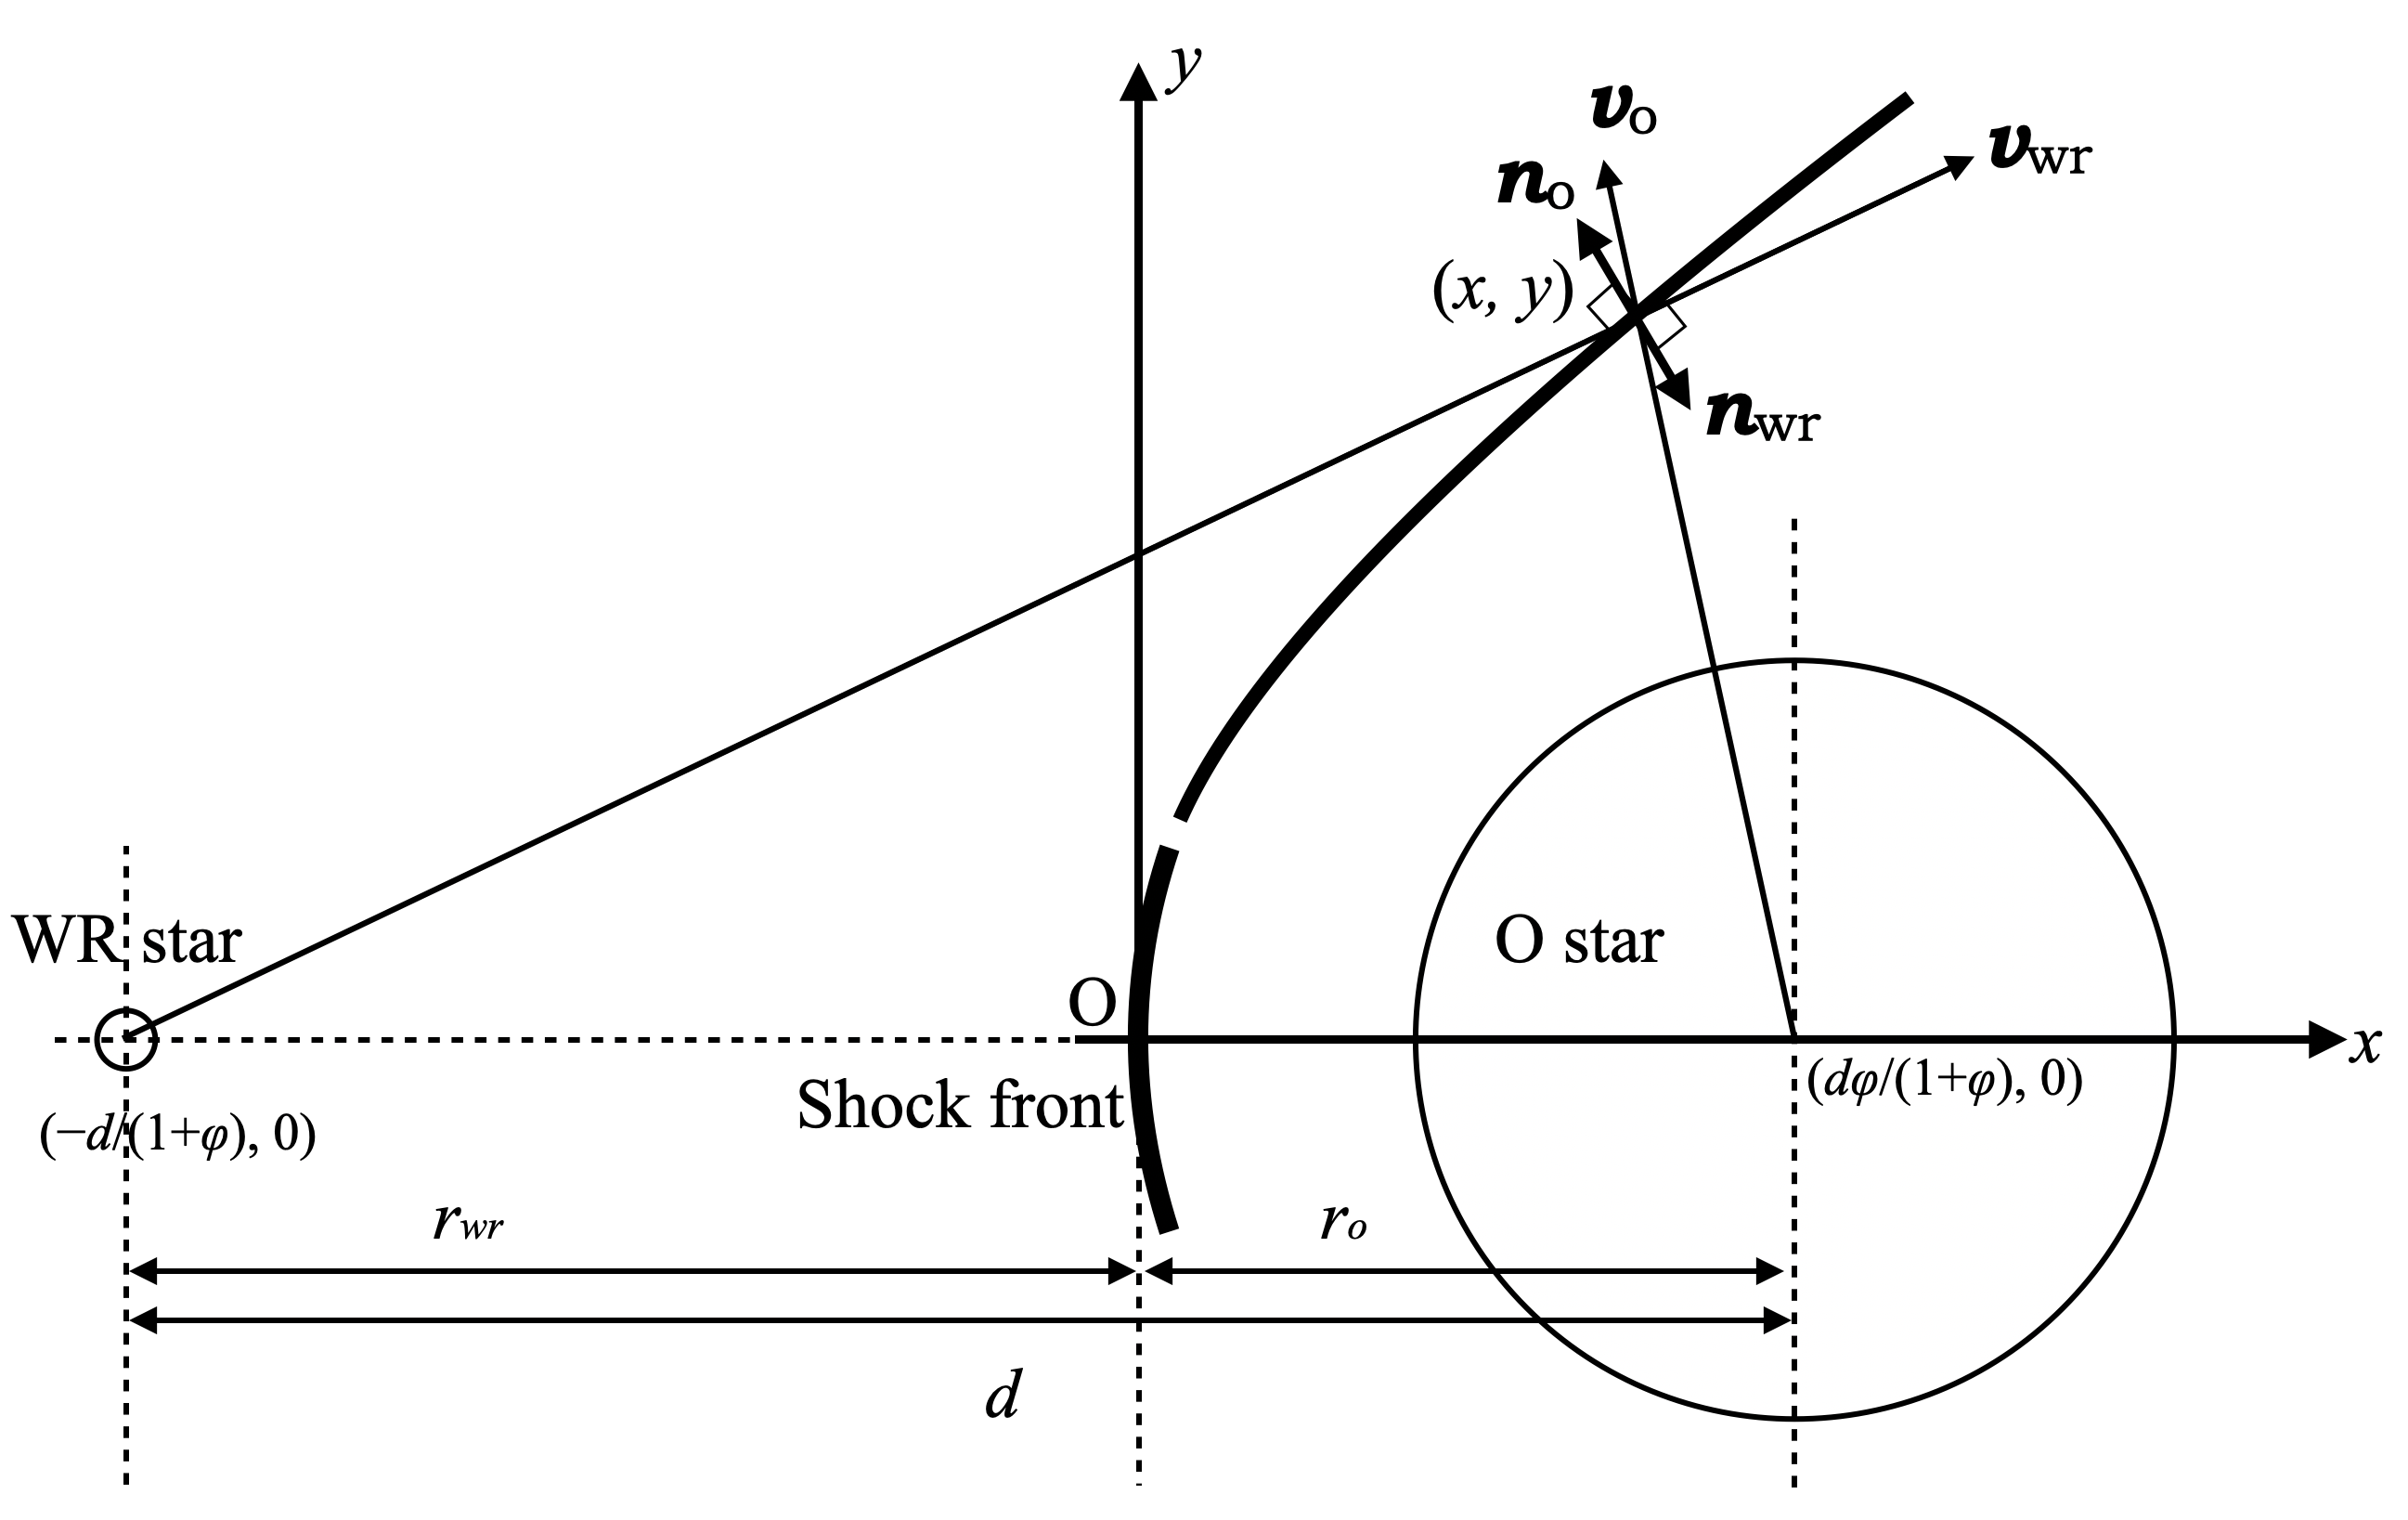 y
v_o
v_wr
n_o
(x, y)
n_wr
WR star
O star
O
x
(−d/(1+φ), 0)
Shock front
(dφ/(1+φ), 0)
r_wr
r_o
d